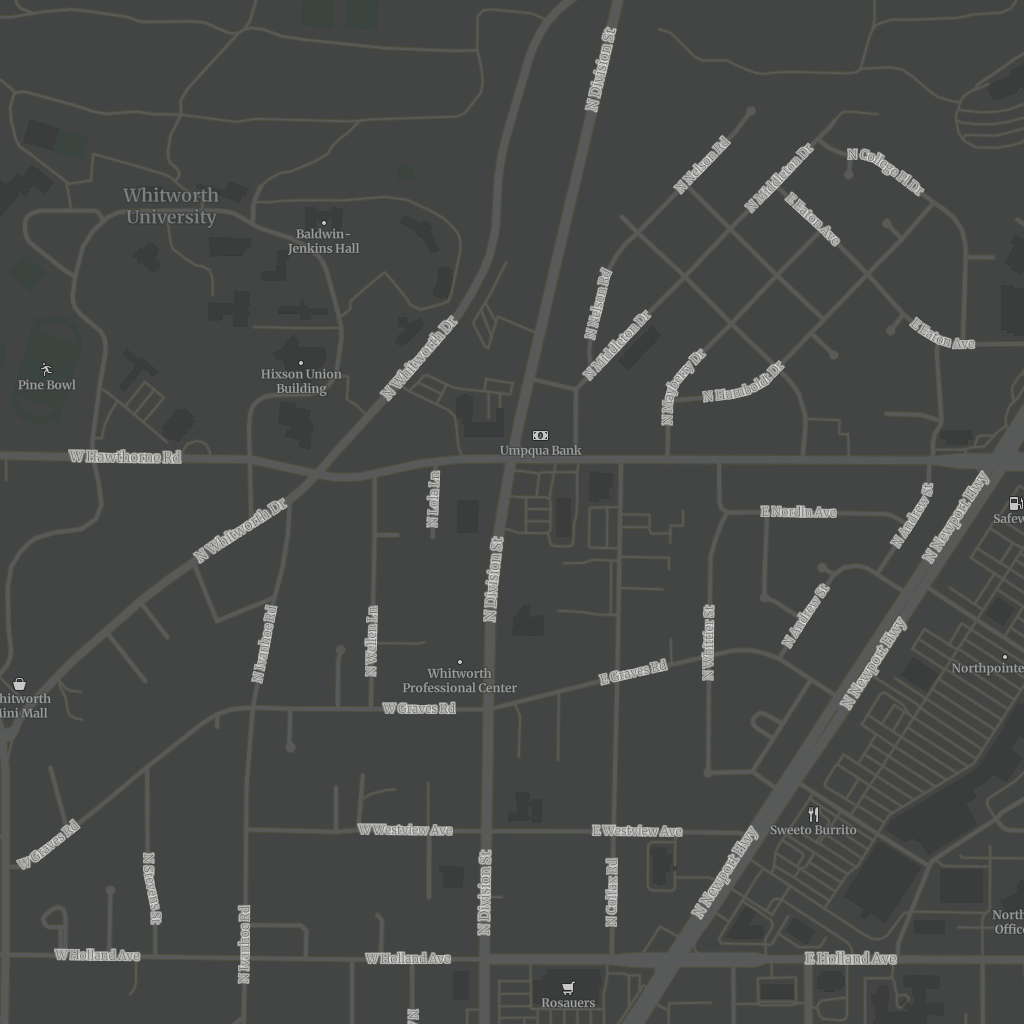 N Division St
N Nelson Rd
N Middleton Dr
N College Pl Dr
Whitworth
University
E Eaton Ave
Baldwin-
Jenkins Hall
N Nelson Rd
N Middleton Dr
N Whitworth Dr
E Eaton Ave
Pine Bowl
Hixson Union
Building
N Mayberry Dr
N Humboldt Dr
Umpqua Bank
W Hawthorne Rd
N Lola Ln
N Whitworth Dr
E Nordin Ave
N Andrew St
N Newport Hwy
N Division St
N Ivanhoe Rd
N Wellen Ln
N Whittier St
N Andrew St
N Newport Hwy
Northpointe
Whitworth
Professional Center
E Graves Rd
W Graves Rd
W Graves Rd
W Westview Ave
E Westview Ave
Sweeto Burrito
N Stevens St
N Ivanhoe Rd
N Division St
N Colfax Rd
N Newport Hwy
North
W Holland Ave
W Holland Ave
E Holland Ave
Rosauers